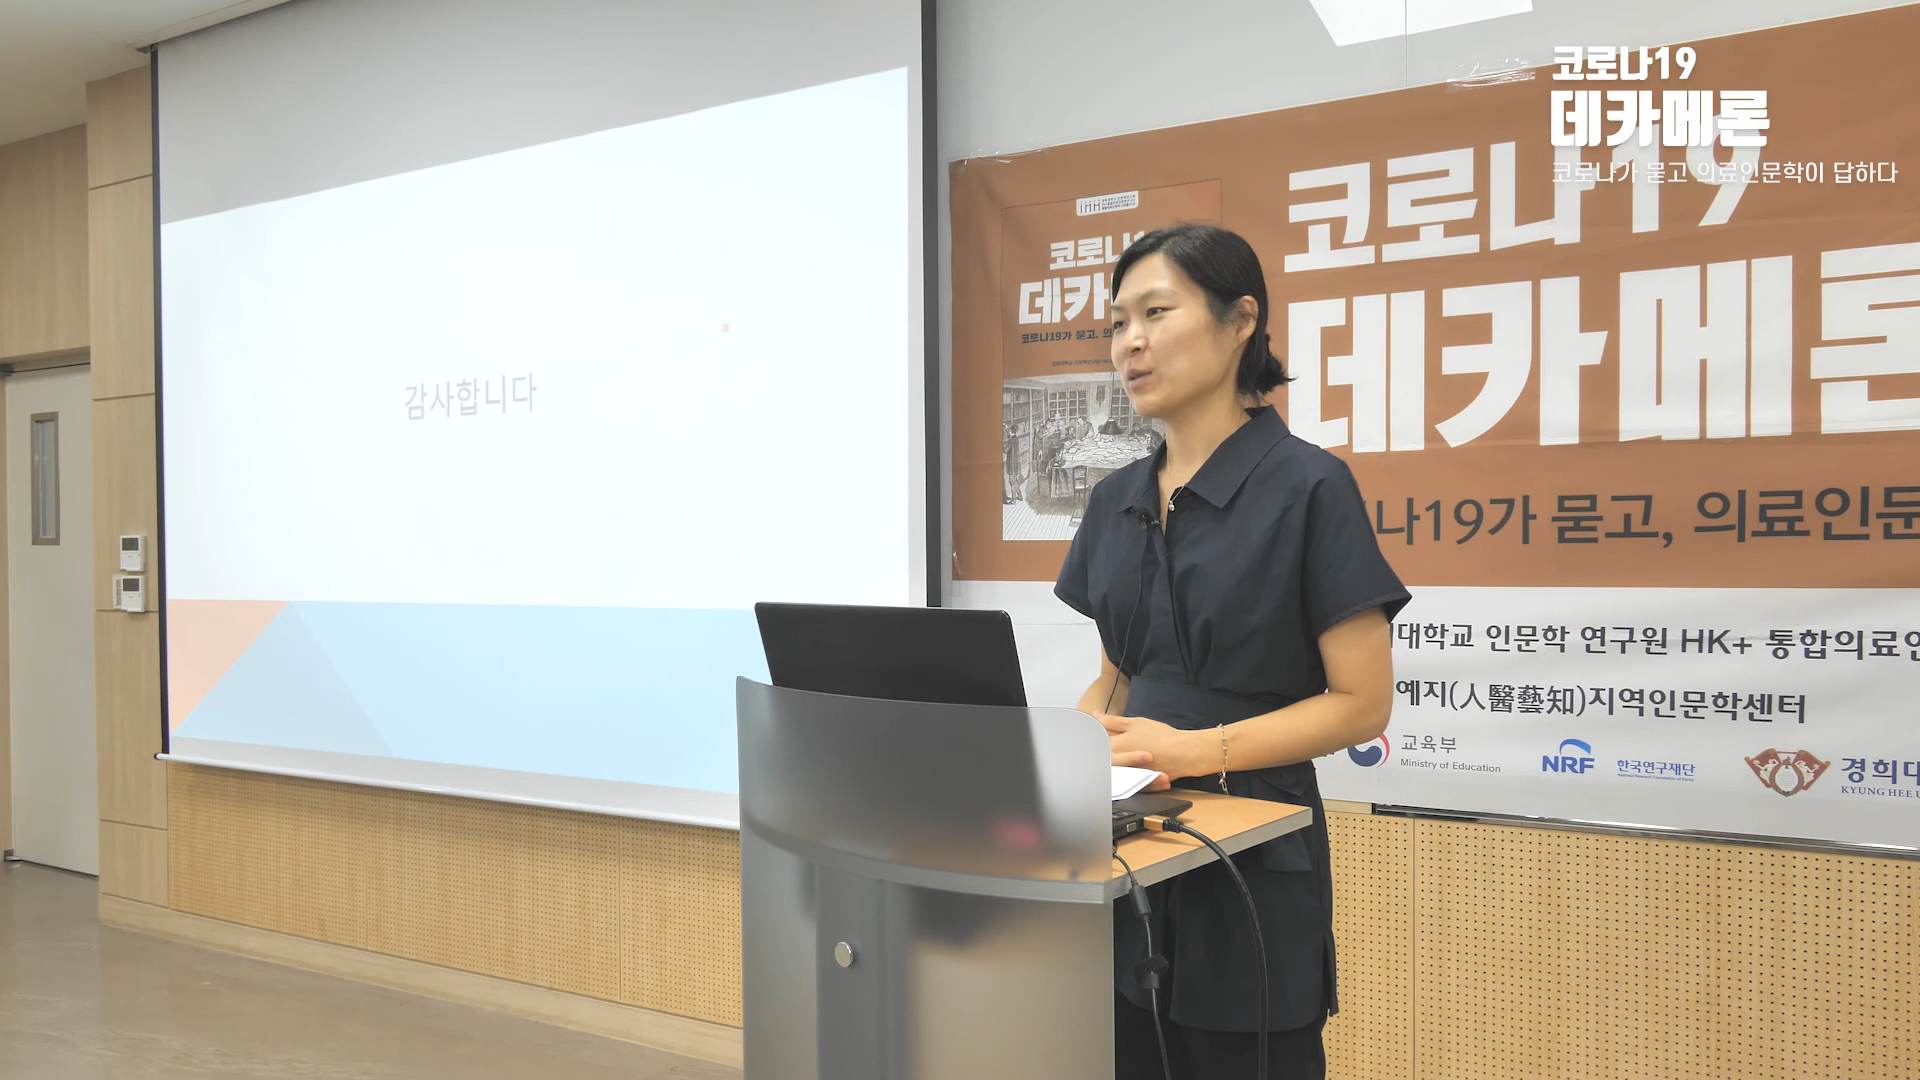 코로나19
데카메론
코로나가 묻고 의료인문학이 답하다
감사합니다
IMH
코로나1
데카
코로나19가 묻고, 의
코로나19
데카메론
나19가 묻고, 의료인문
대학교 인문학 연구원 HK+ 통합의료인
예지(人醫藝知)지역인문학센터
교육부
Ministry of Education
NRF 한국연구재단
경희대
KYUNG HEE U